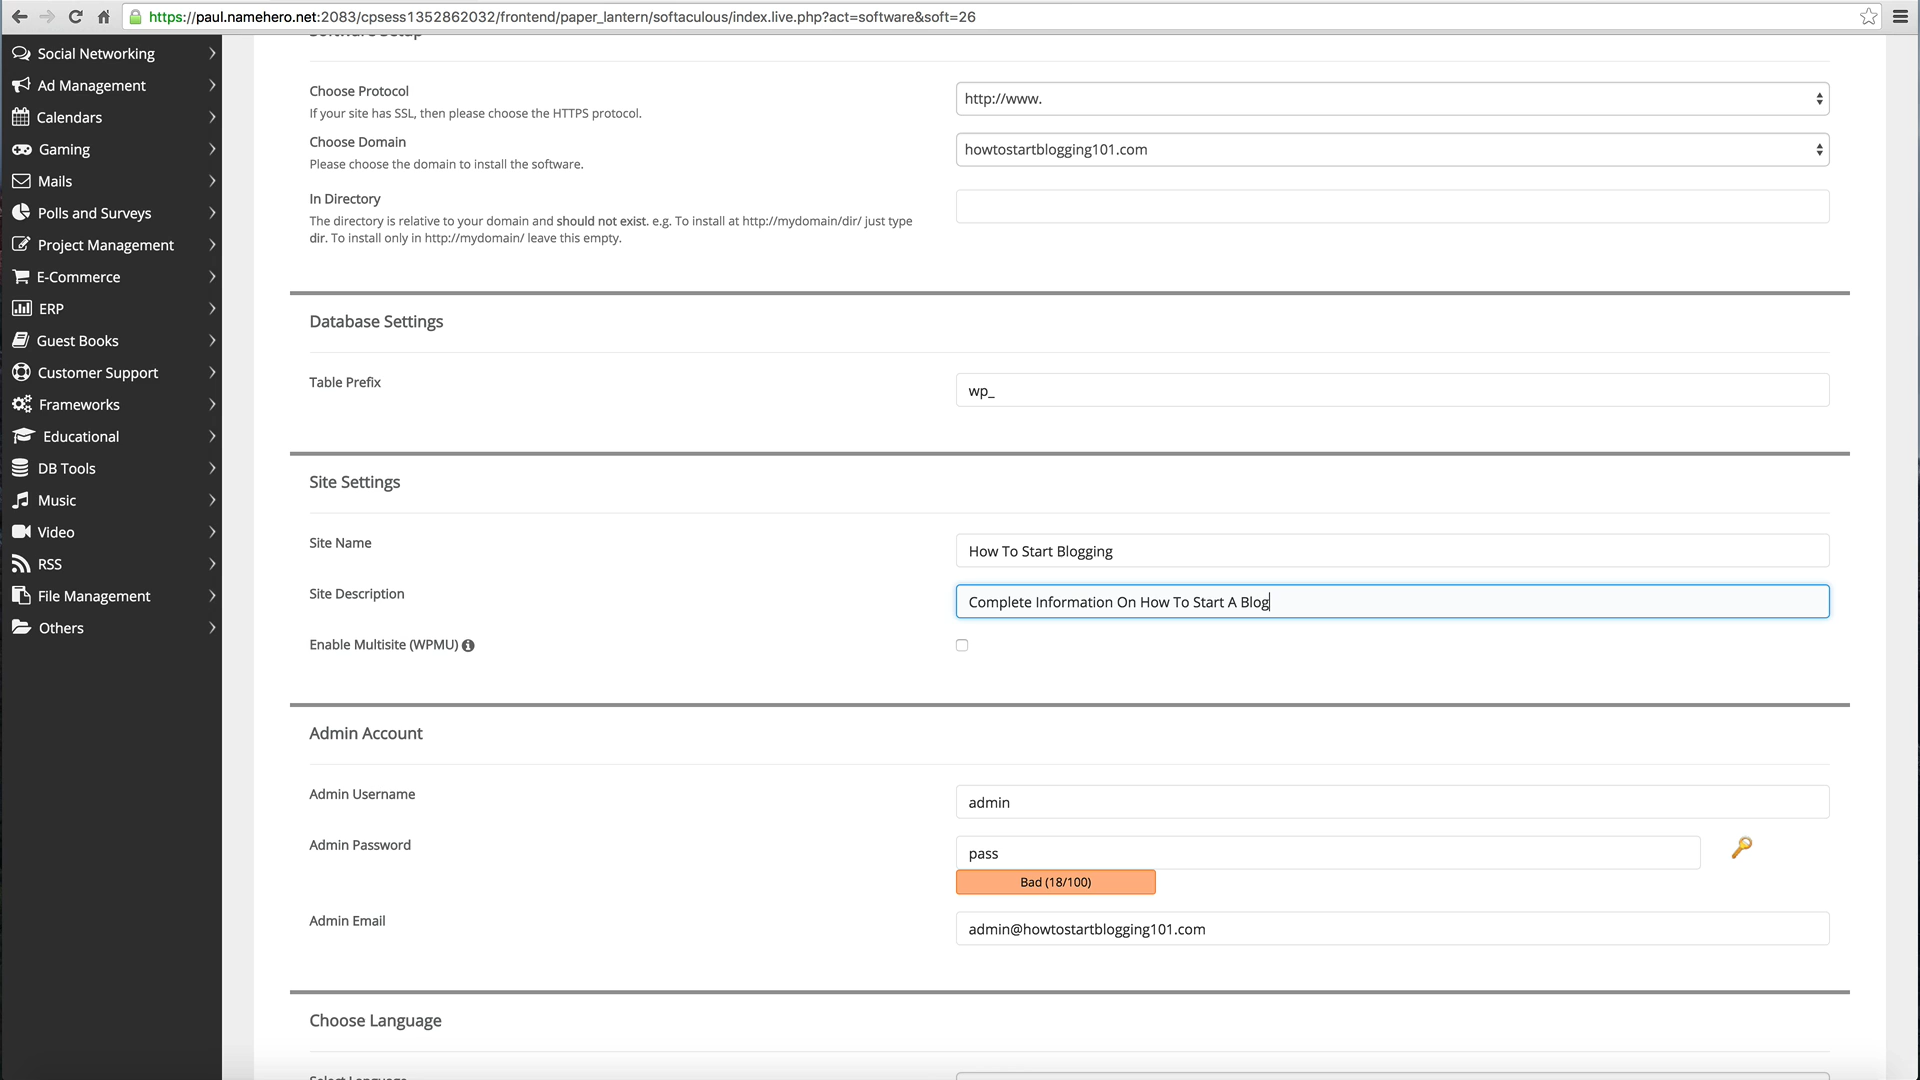 https://paul.namehero.net:2083/cpsess1352862032/frontend/paper_lantern/softaculous/index.live.php?act=software&soft=26
Social Networking
Ad Management
Calendars
Gaming
Mails
Polls and Surveys
Project Management
E-Commerce
ERP
Guest Books
Customer Support
Frameworks
Educational
DB Tools
Music
Video
RSS
File Management
Others
Software Setup
Choose Protocol
If your site has SSL, then please choose the HTTPS protocol.
http://www.
Choose Domain
Please choose the domain to install the software.
howtostartblogging101.com
In Directory
The directory is relative to your domain and should not exist. e.g. To install at http://mydomain/dir/ just type
dir. To install only in http://mydomain/ leave this empty.
Database Settings
Table Prefix
wp_
Site Settings
Site Name
How To Start Blogging
Site Description
Complete Information On How To Start A Blog
Enable Multisite (WPMU)
Admin Account
Admin Username
admin
Admin Password
pass
Bad (18/100)
Admin Email
admin@howtostartblogging101.com
Choose Language
Select Language